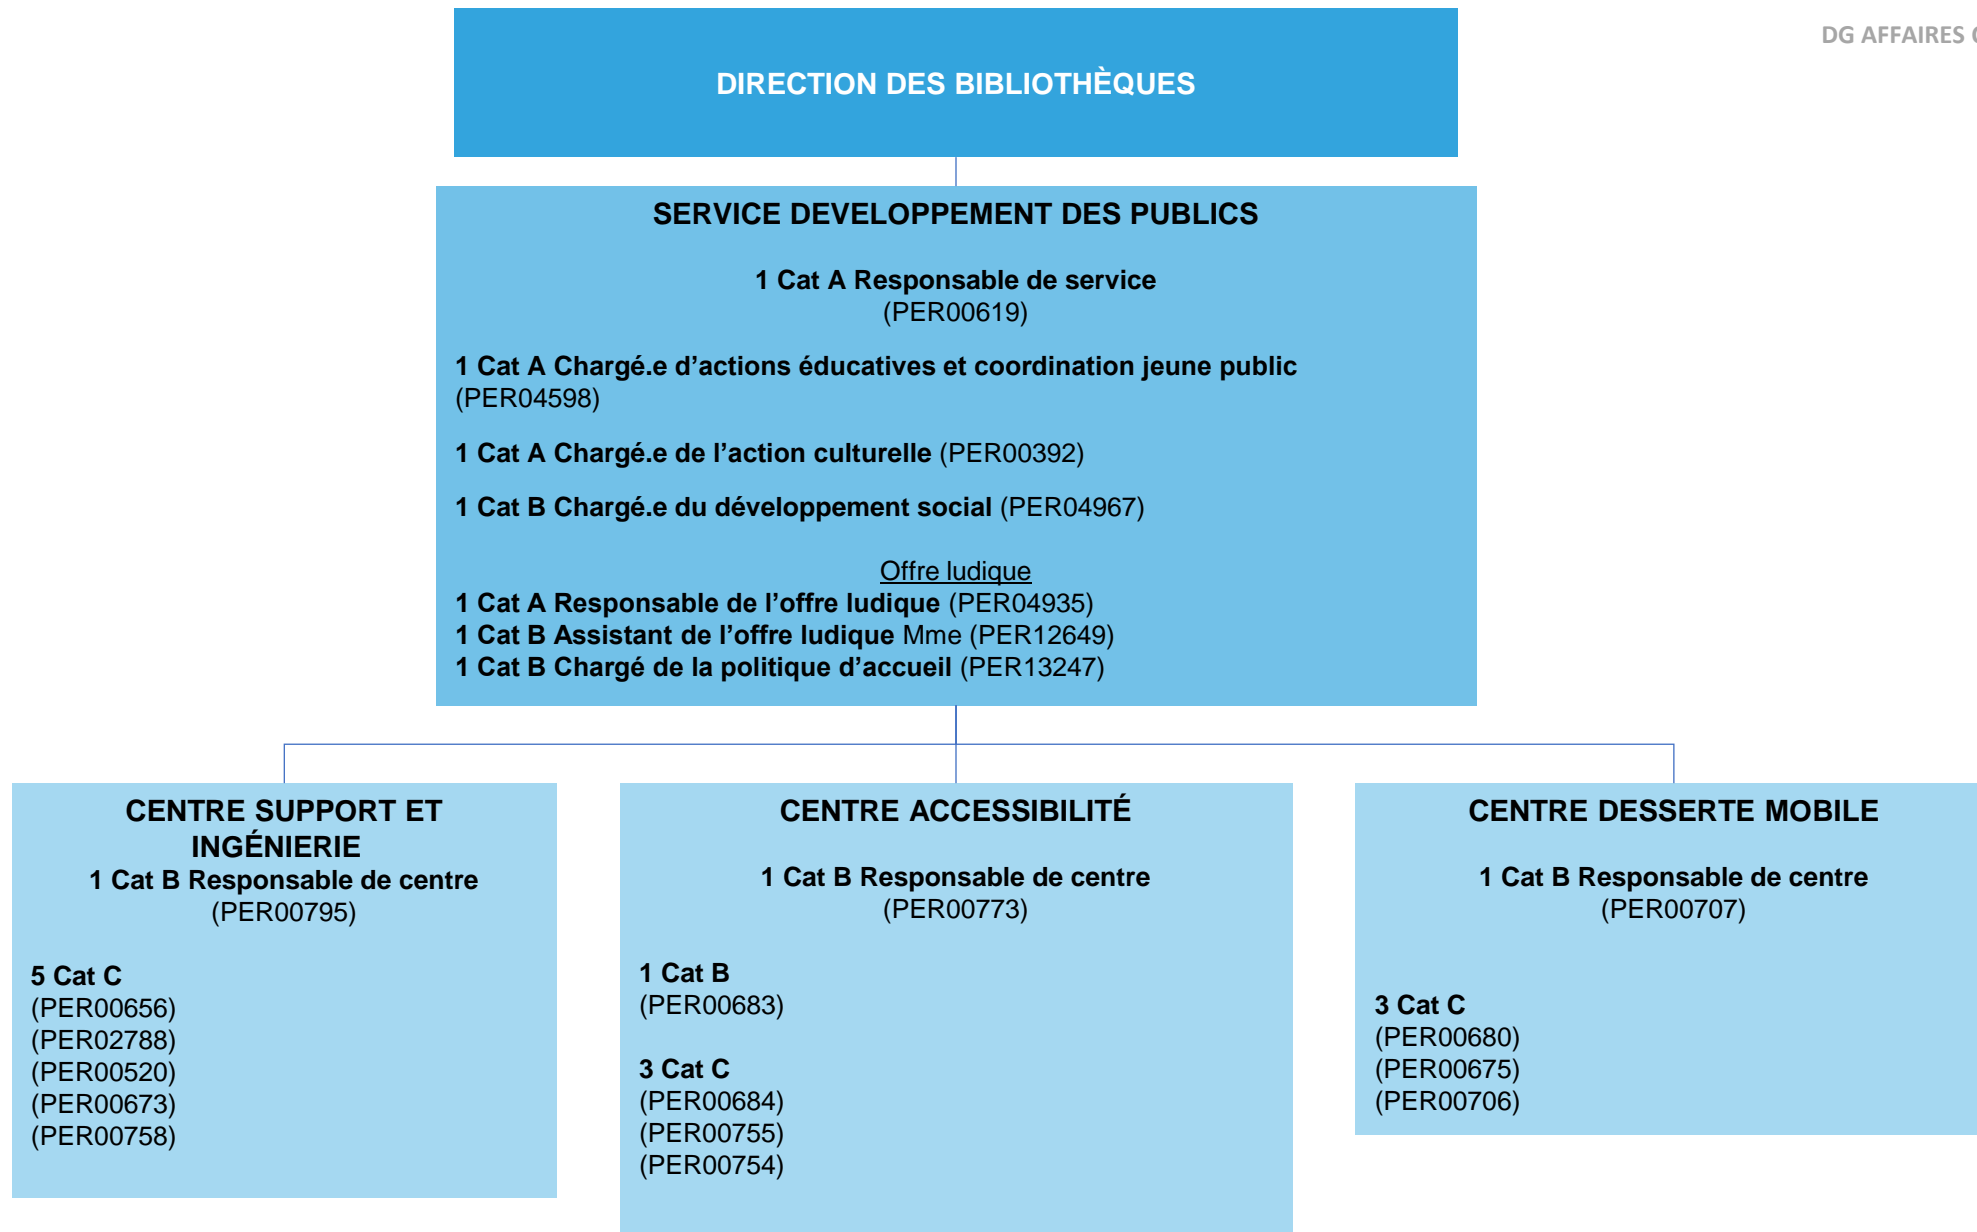 DG AFFAIRES
DIRECTION DES BIBLIOTHÈQUES
SERVICE DEVELOPPEMENT DES PUBLICS
1 Cat A Responsable de service
(PER00619)
1 Cat A Chargé.e d’actions éducatives et coordination jeune public
(PER04598)
1 Cat A Chargé.e de l’action culturelle (PER00392)
1 Cat B Chargé.e du développement social (PER04967)
Offre ludique
1 Cat A Responsable de l’offre ludique (PER04935)
1 Cat B Assistant de l’offre ludique Mme (PER12649)
1 Cat B Chargé de la politique d’accueil (PER13247)
CENTRE SUPPORT ET
INGÉNIERIE
1 Cat B Responsable de centre
(PER00795)
5 Cat C
(PER00656)
(PER02788)
(PER00520)
(PER00673)
(PER00758)
CENTRE ACCESSIBILITÉ
1 Cat B Responsable de centre
(PER00773)
1 Cat B
(PER00683)
3 Cat C
(PER00684)
(PER00755)
(PER00754)
CENTRE DESSERTE MOBILE
1 Cat B Responsable de centre
(PER00707)
3 Cat C
(PER00680)
(PER00675)
(PER00706)